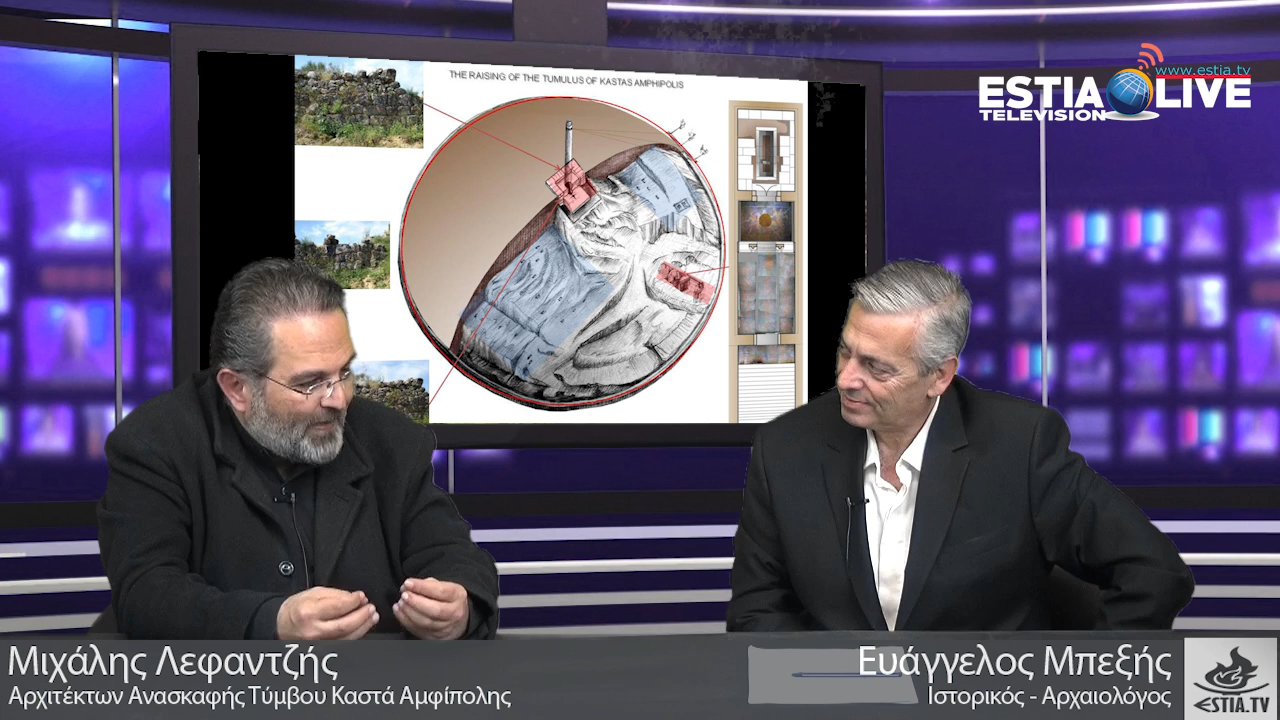 THE RAISING OF THE TUMULUS OF KASTAS AMPHIPOLIS
www.estia.tv
ESTIA LIVE
TELEVISION
Μιχάλης Λεφαντζής
Αρχιτέκτων Ανασκαφής Τύμβου Καστά Αμφίπολης
Ευάγγελος Μπεξής
Ιστορικός - Αρχαιολόγος
ESTIA.TV